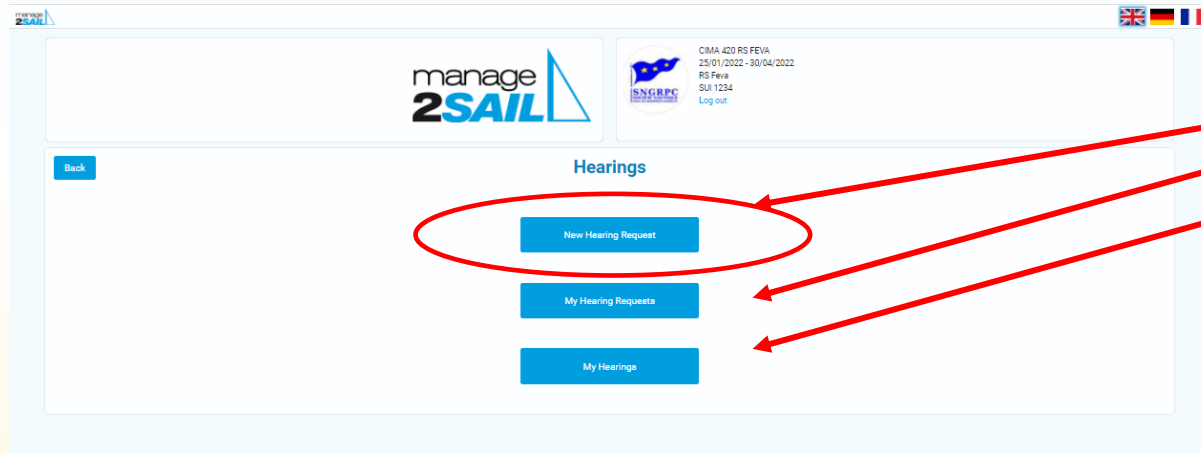 manage
2SAIL
manage
2SAIL
SNGRPC
CIMA 420 RS FEVA
25/01/2022 - 30/04/2022
RS Feva
SUI 1234
Log out
Back
Hearings
New Hearing Request
My Hearing Requests
My Hearings